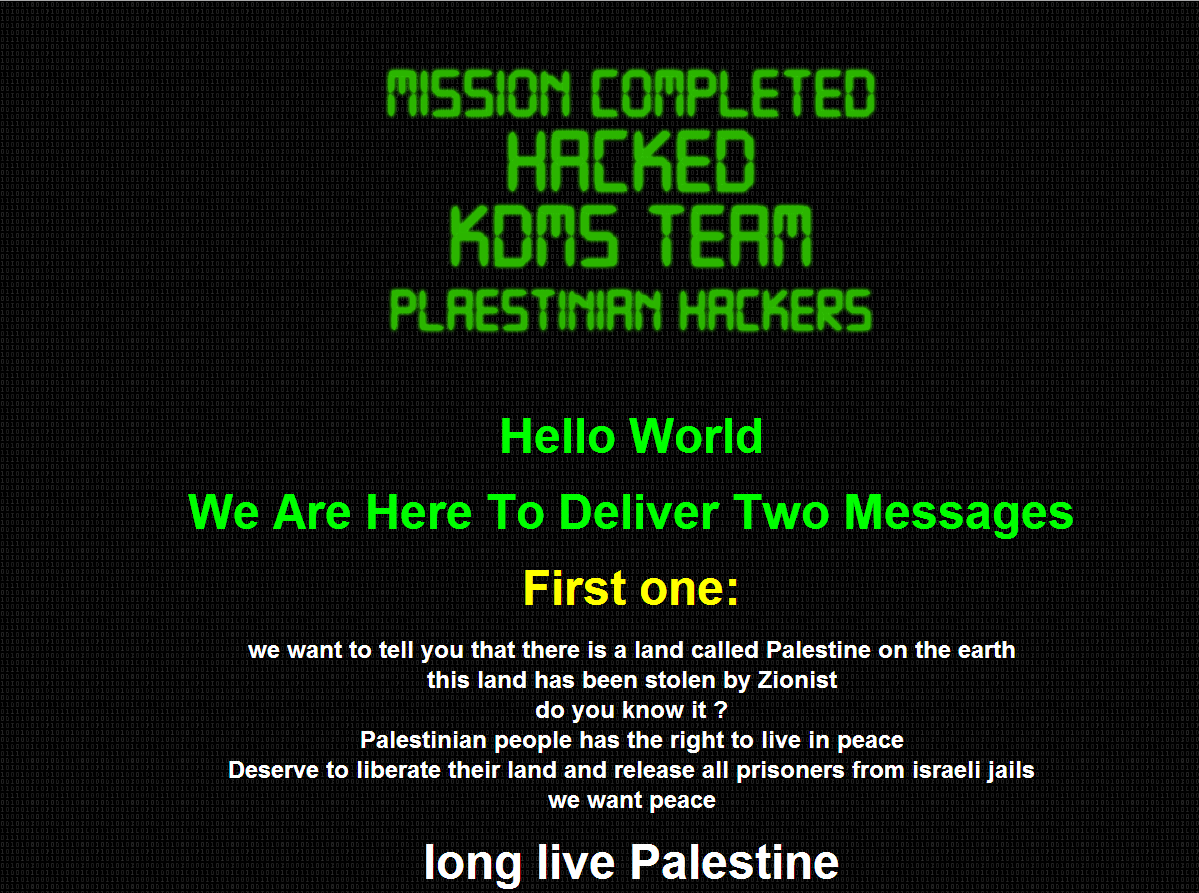 MISSION COMPLETED
HACKED
KDMS TEAM
PLAESTINIAN HACKERS
Hello World
We Are Here To Deliver Two Messages
First one:
we want to tell you that there is a land called Palestine on the earth
this land has been stolen by Zionist
do you know it ?
Palestinian people has the right to live in peace
Deserve to liberate their land and release all prisoners from israeli jails
we want peace
long live Palestine